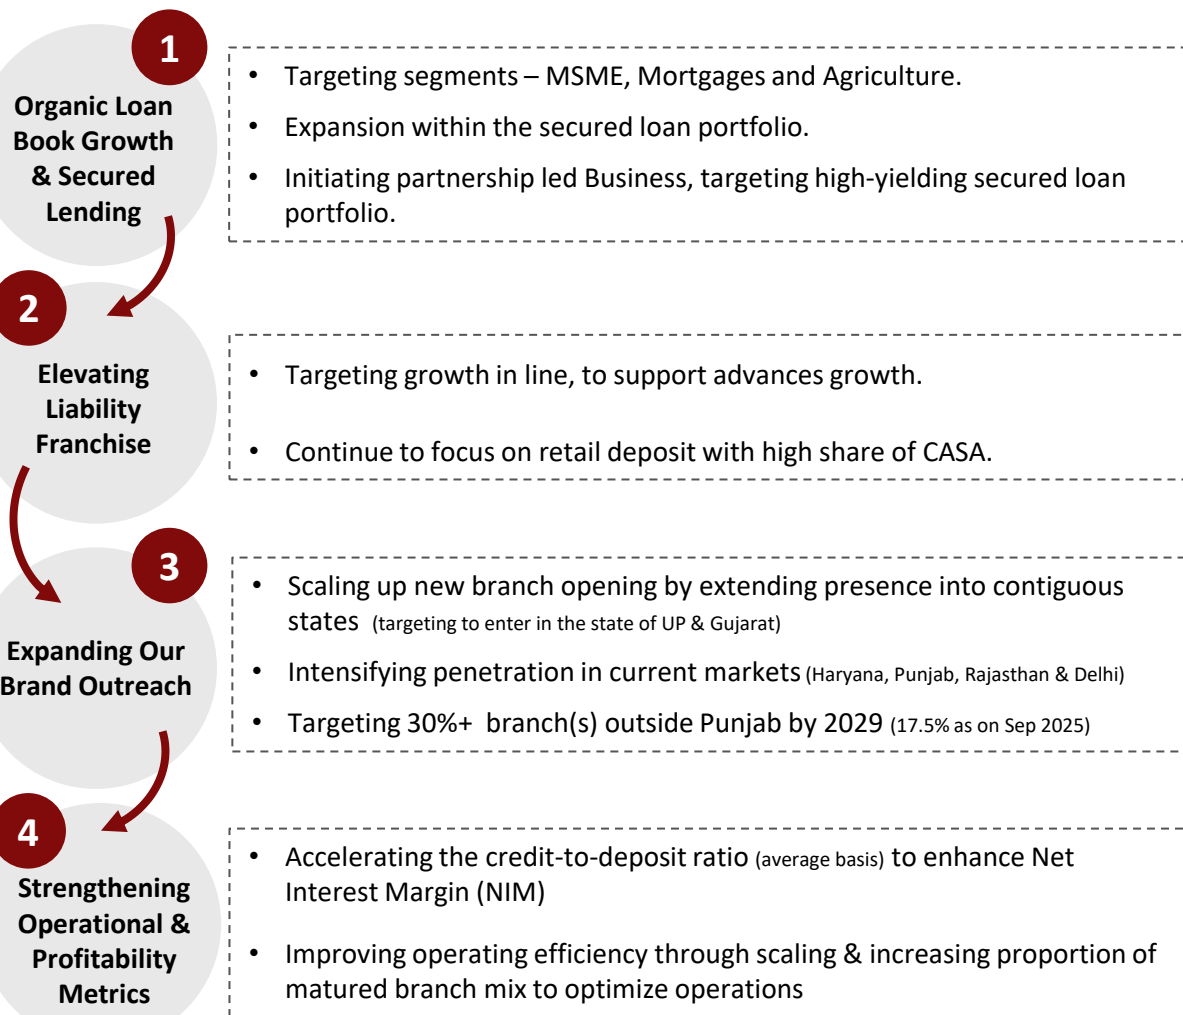 1
Organic Loan
Book Growth
& Secured
Lending
• Targeting segments – MSME, Mortgages and Agriculture.
• Expansion within the secured loan portfolio.
• Initiating partnership led Business, targeting high-yielding secured loan
portfolio.
2
Elevating
Liability
Franchise
• Targeting growth in line, to support advances growth.
• Continue to focus on retail deposit with high share of CASA.
3
Expanding Our
Brand Outreach
• Scaling up new branch opening by extending presence into contiguous
states (targeting to enter in the state of UP & Gujarat)
• Intensifying penetration in current markets (Haryana, Punjab, Rajasthan & Delhi)
• Targeting 30%+ branch(s) outside Punjab by 2029 (17.5% as on Sep 2025)
4
Strengthening
Operational &
Profitability
Metrics
• Accelerating the credit-to-deposit ratio (average basis) to enhance Net
Interest Margin (NIM)
• Improving operating efficiency through scaling & increasing proportion of
matured branch mix to optimize operations